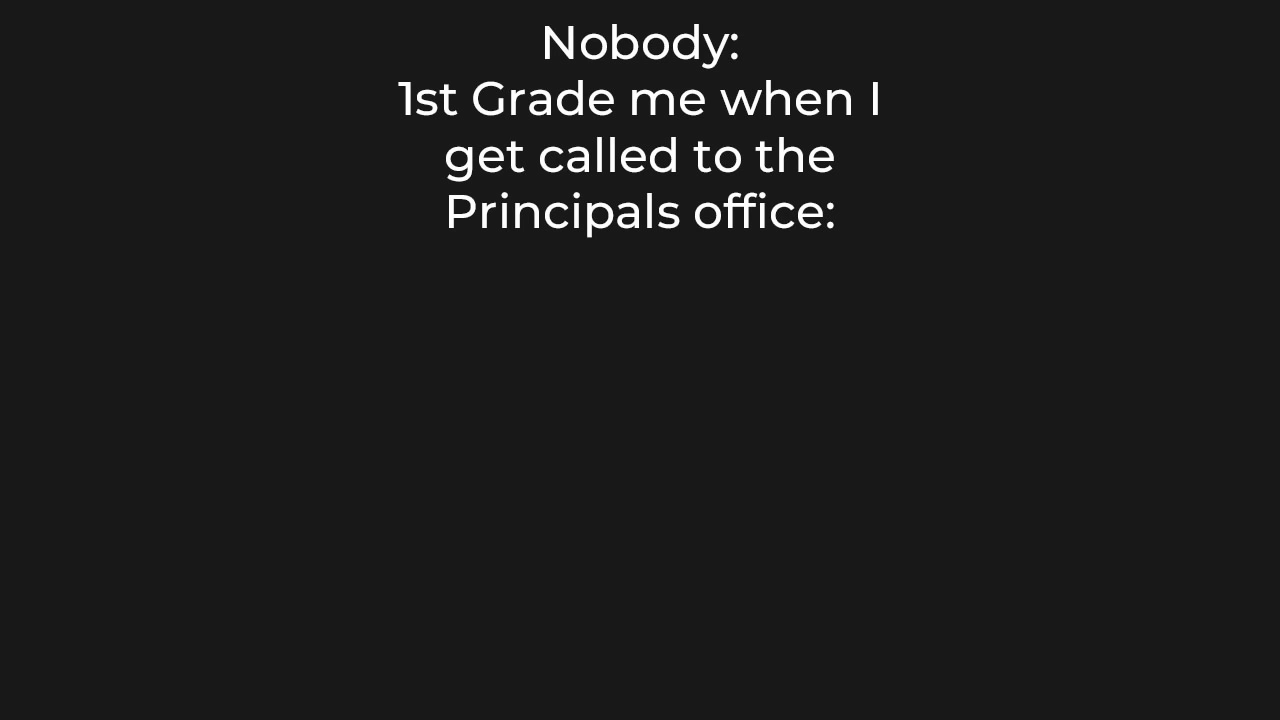 Nobody:
1st Grade me when I
get called to the
Principals office: